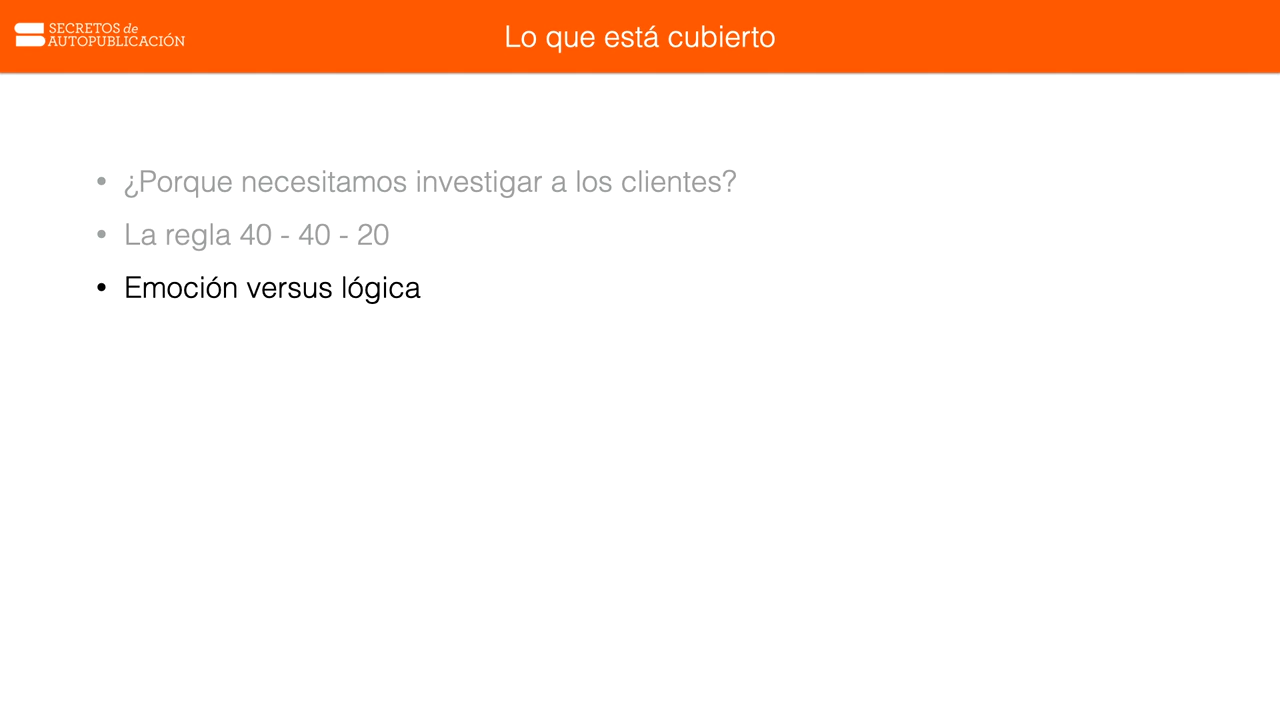 SECRETOS de
AUTOPUBLICACIÓN
Lo que está cubierto
• ¿Porque necesitamos investigar a los clientes?
• La regla 40 - 40 - 20
• Emoción versus lógica